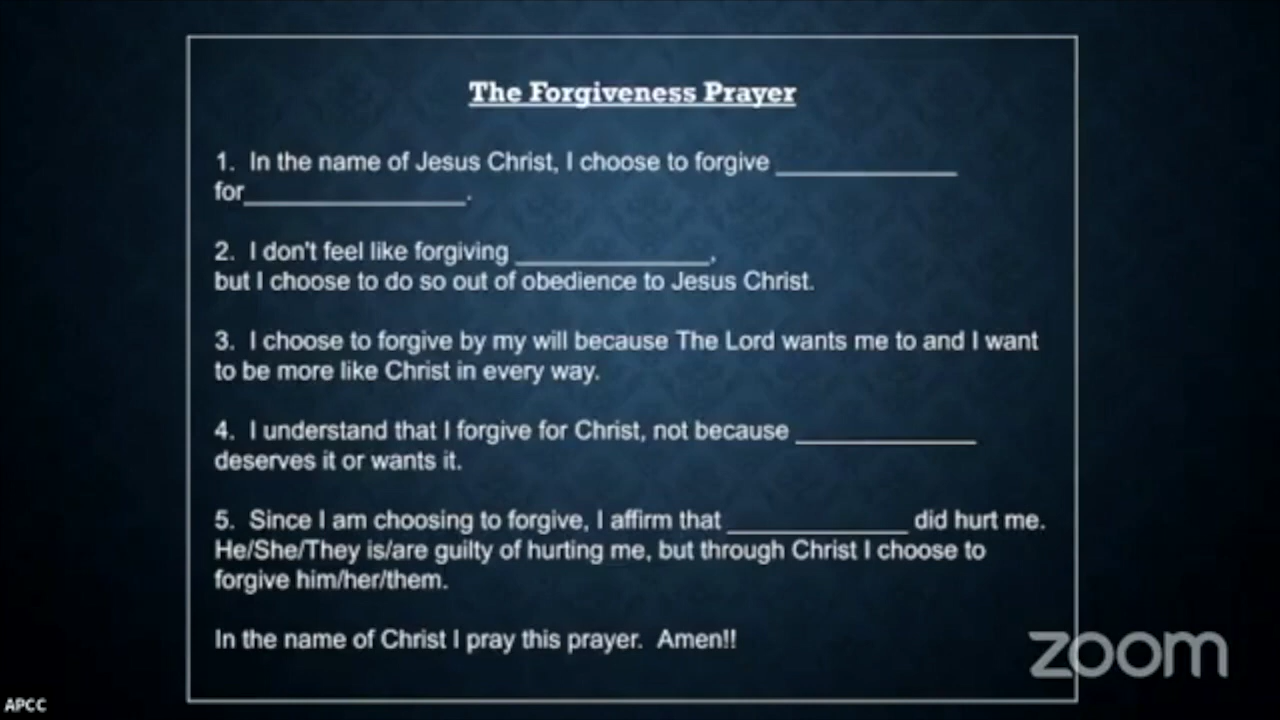 The Forgiveness Prayer
1. In the name of Jesus Christ, I choose to forgive _____________
for________________.
2. I don't feel like forgiving ______________,
but I choose to do so out of obedience to Jesus Christ.
3. I choose to forgive by my will because The Lord wants me to and I want
to be more like Christ in every way.
4. I understand that I forgive for Christ, not because _____________
deserves it or wants it.
5. Since I am choosing to forgive, I affirm that _____________ did hurt me.
He/She/They is/are guilty of hurting me, but through Christ I choose to
forgive him/her/them.
In the name of Christ I pray this prayer. Amen!!
zoom
APCC